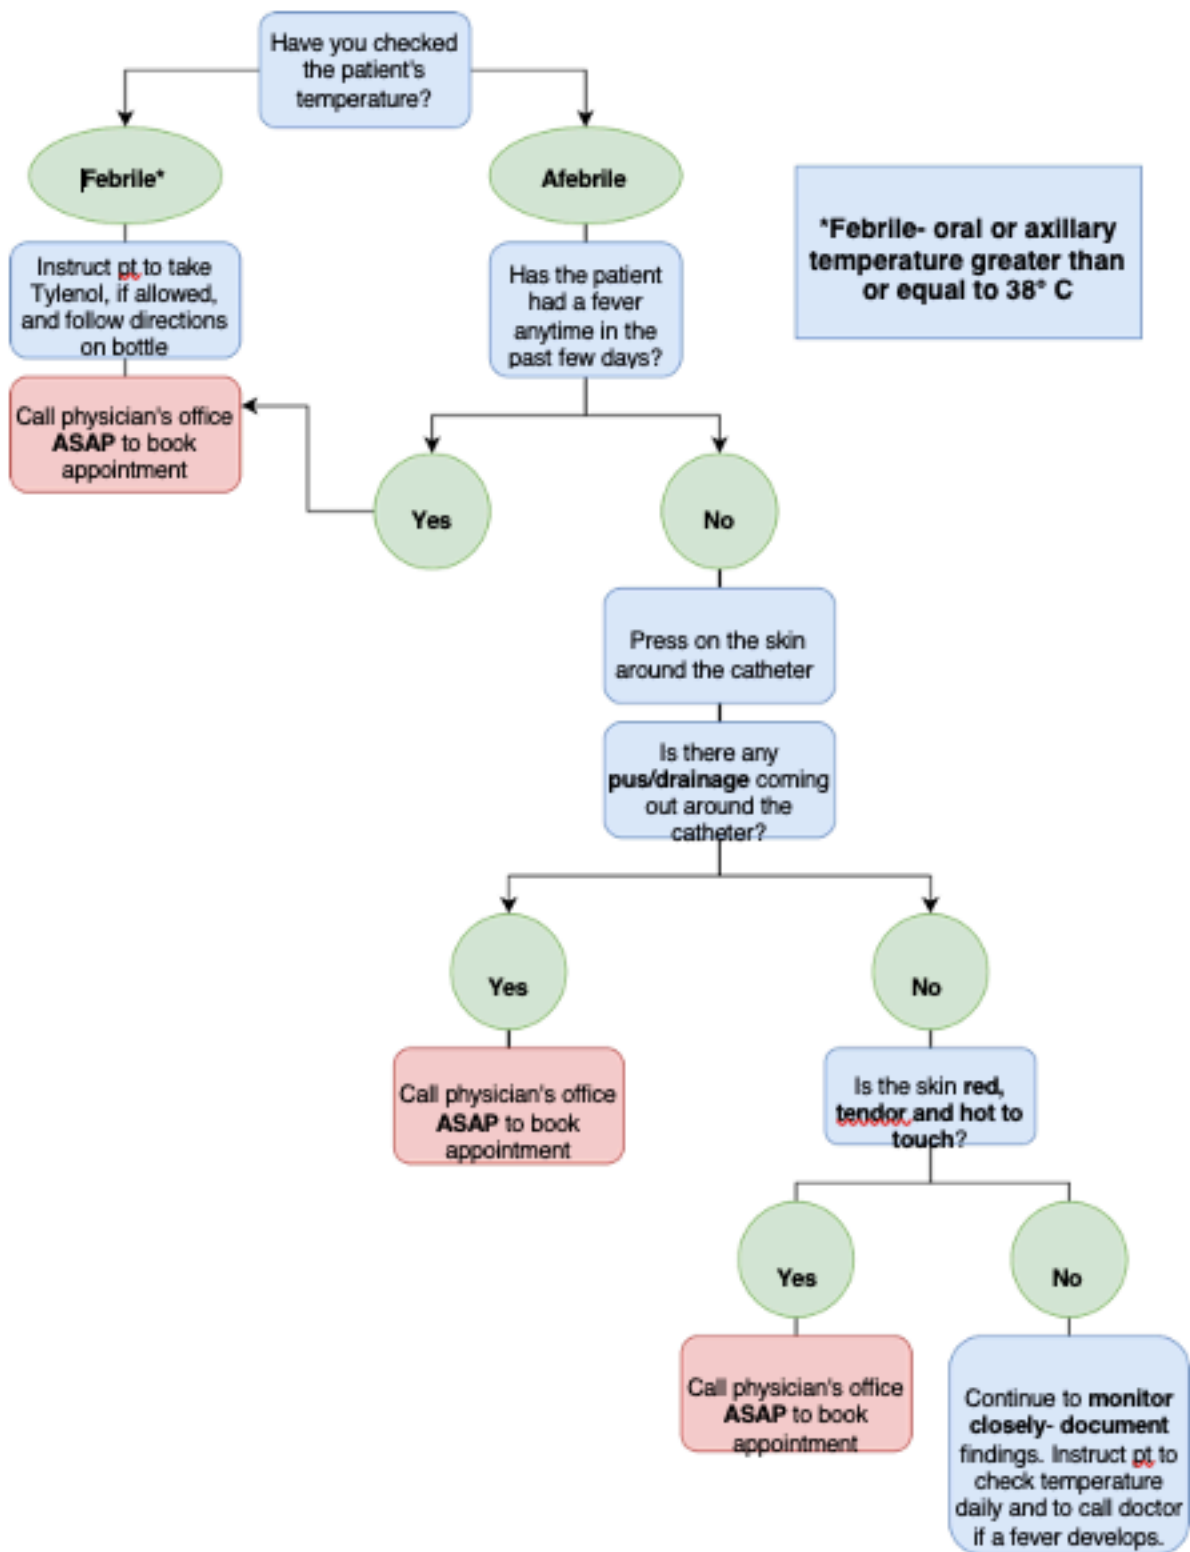 Have you checked
the patient's
temperature?
Febrile*
Afebrile
*Febrile- oral or axillary
temperature greater than
or equal to 38° C
Instruct pt to take
Tylenol, if allowed,
and follow directions
on bottle
Has the patient
had a fever
anytime in the
past few days?
Call physician's office
ASAP to book
appointment
Yes
No
Press on the skin
around the catheter
Is there any
pus/drainage coming
out around the
catheter?
Yes
No
Call physician's office
ASAP to book
appointment
Is the skin red,
tendor and hot to
touch?
Yes
No
Call physician's office
ASAP to book
appointment
Continue to monitor
closely- document
findings. Instruct pt to
check temperature
daily and to call doctor
if a fever develops.